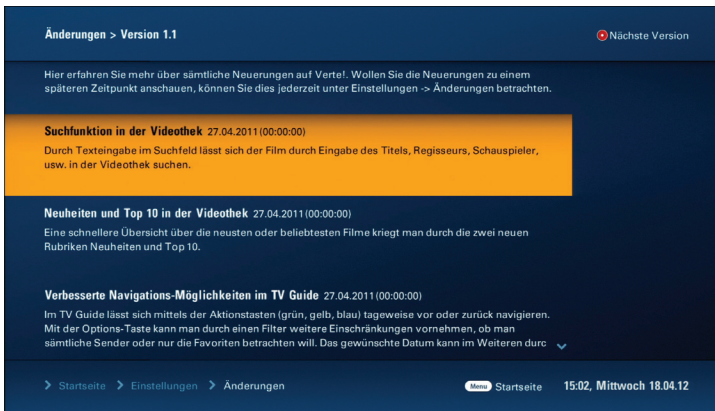 Änderungen > Version 1.1
Nächste Version
Hier erfahren Sie mehr über sämtliche Neuerungen auf Verte!. Wollen Sie die Neuerungen zu einem
späteren Zeitpunkt anschauen, können Sie dies jederzeit unter Einstellungen -> Änderungen betrachten.
Suchfunktion in der Videothek 27.04.2011 (00:00:00)
Durch Texteingabe im Suchfeld lässt sich der Film durch Eingabe des Titels, Regisseurs, Schauspieler,
usw. in der Videothek suchen.
Neuheiten und Top 10 in der Videothek 27.04.2011 (00:00:00)
Eine schnellere Übersicht über die neusten oder beliebtesten Filme kriegt man durch die zwei neuen
Rubriken Neuheiten und Top 10.
Verbesserte Navigations-Möglichkeiten im TV Guide 27.04.2011 (00:00:00)
Im TV Guide lässt sich mittels der Aktionstasten (grün, gelb, blau) tageweise vor oder zurück navigieren.
Mit der Options-Taste kann man durch einen Filter weitere Einschränkungen vornehmen, ob man
sämtliche Sender oder nur die Favoriten betrachten will. Das gewünschte Datum kann im Weiteren durc
> Startseite > Einstellungen > Änderungen
Menu Startseite
15:02, Mittwoch 18.04.12